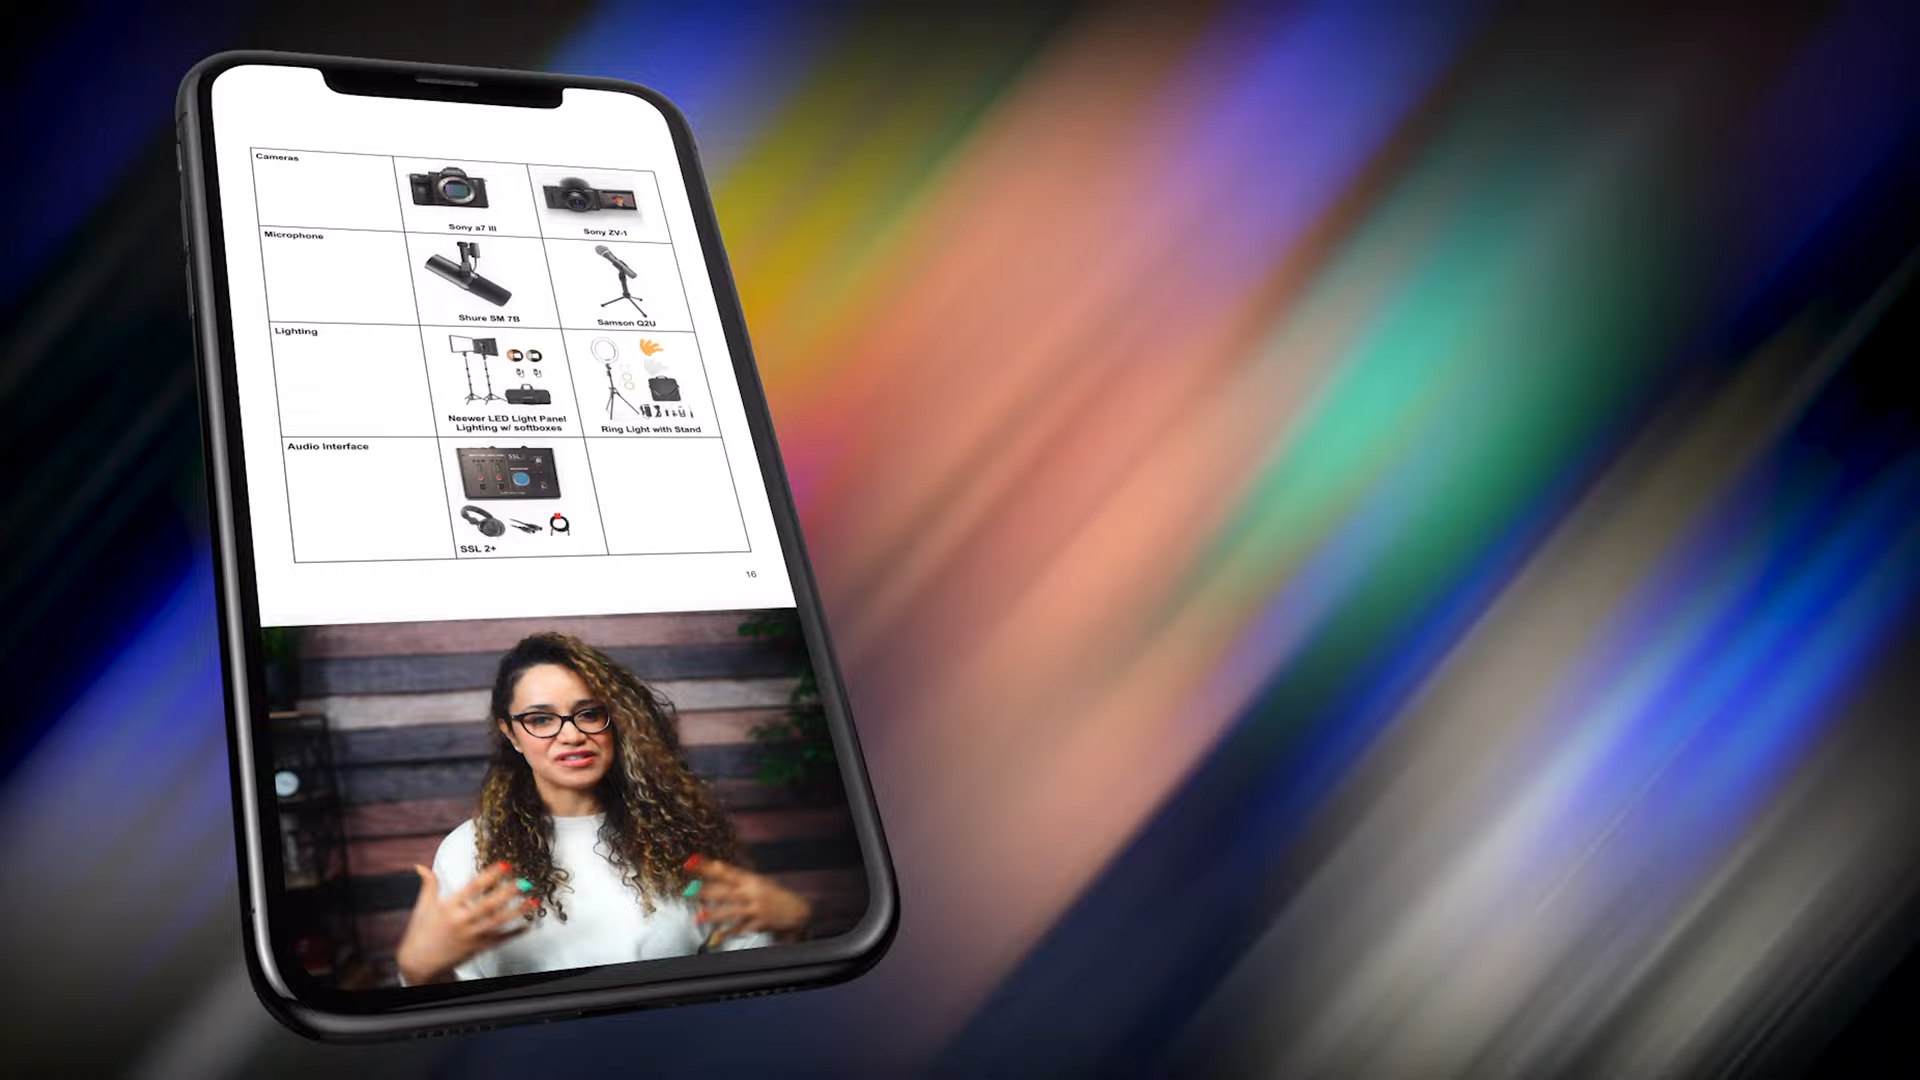 Cameras
Sony a7 III
Sony ZV-1
Microphone
Shure SM 7B
Samson Q2U
Lighting
Neewer LED Light Panel
Lighting w/ softboxes
Ring Light with Stand
Audio Interface
SSL
SSL 2+
16